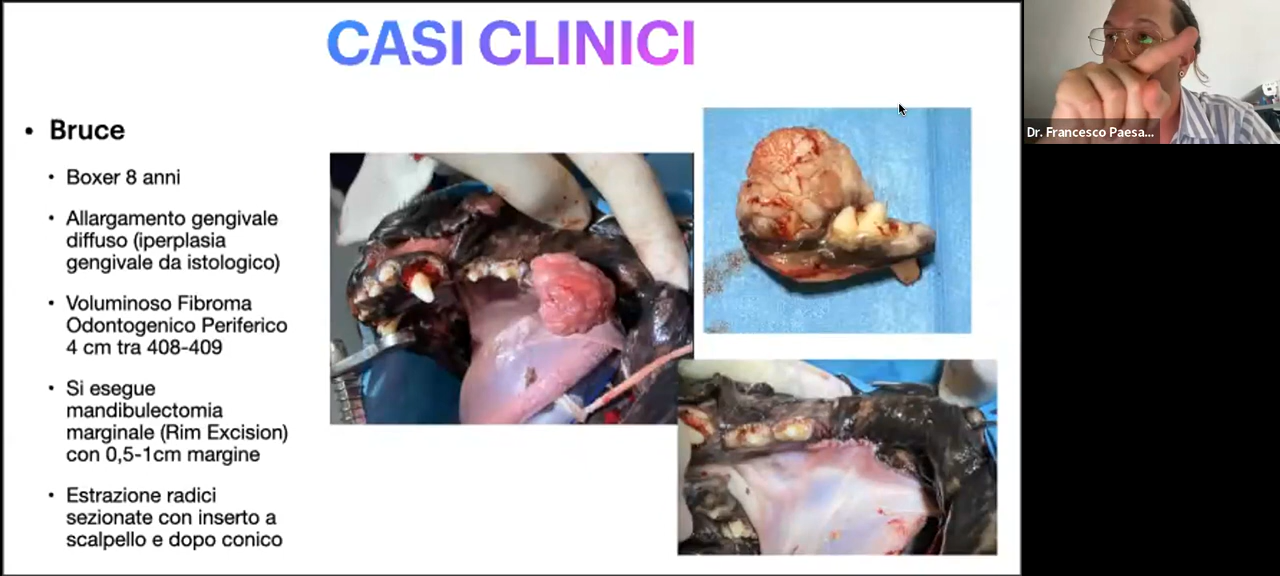 CASI CLINICI
• Bruce
• Boxer 8 anni
• Allargamento gengivale
diffuso (iperplasia
gengivale da istologico)
• Voluminoso Fibroma
Odontogenico Periferico
4 cm tra 408-409
• Si esegue
mandibulectomia
marginale (Rim Excision)
con 0,5-1cm margine
• Estrazione radici
sezionate con inserto a
scalpello e dopo conico
Dr. Francesco Paesa...